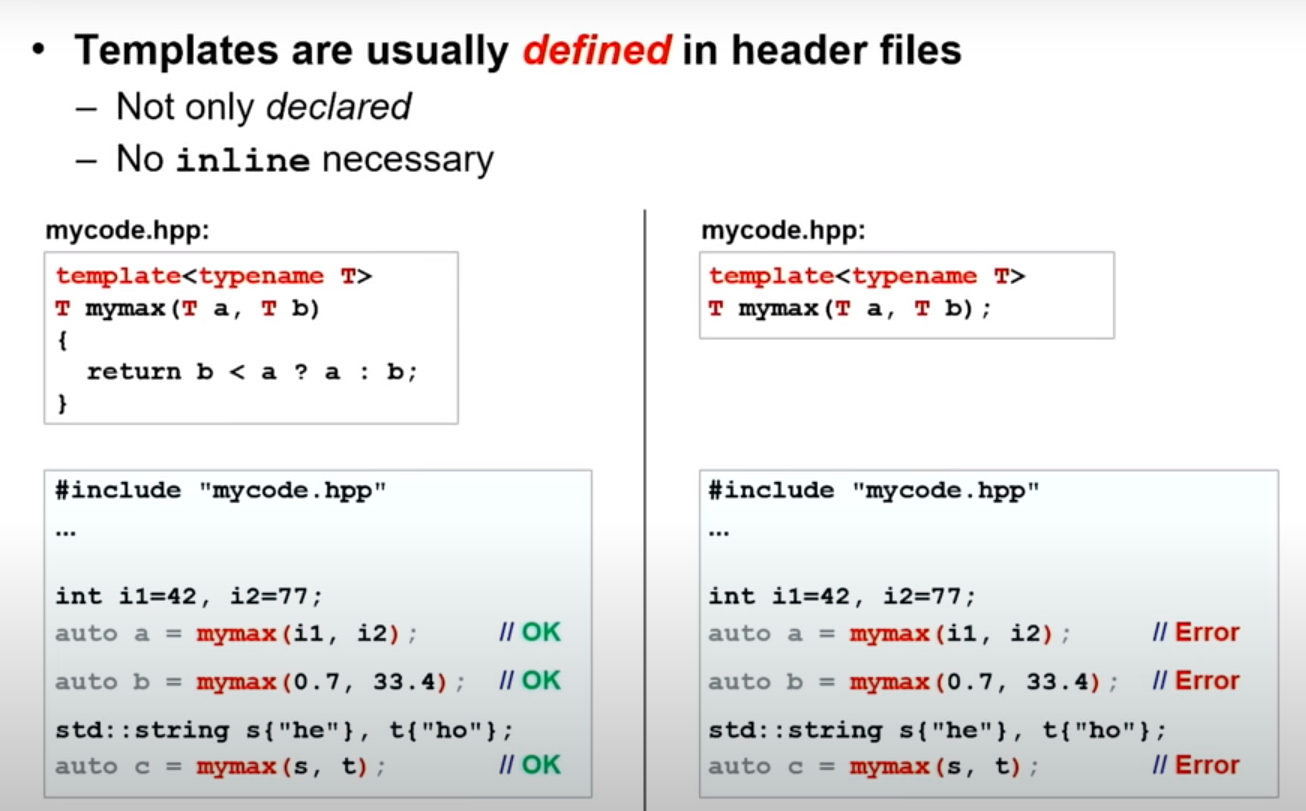 • Templates are usually defined in header files
– Not only declared
– No inline necessary
mycode.hpp:
template<typename T>
T mymax(T a, T b)
{
  return b < a ? a : b;
}
#include "mycode.hpp"
…
int i1=42, i2=77;
auto a = mymax(i1, i2); // OK
auto b = mymax(0.7, 33.4); // OK
std::string s{"he"}, t{"ho"};
auto c = mymax(s, t); // OK
mycode.hpp:
template<typename T>
T mymax(T a, T b);
#include "mycode.hpp"
…
int i1=42, i2=77;
auto a = mymax(i1, i2); // Error
auto b = mymax(0.7, 33.4); // Error
std::string s{"he"}, t{"ho"};
auto c = mymax(s, t); // Error